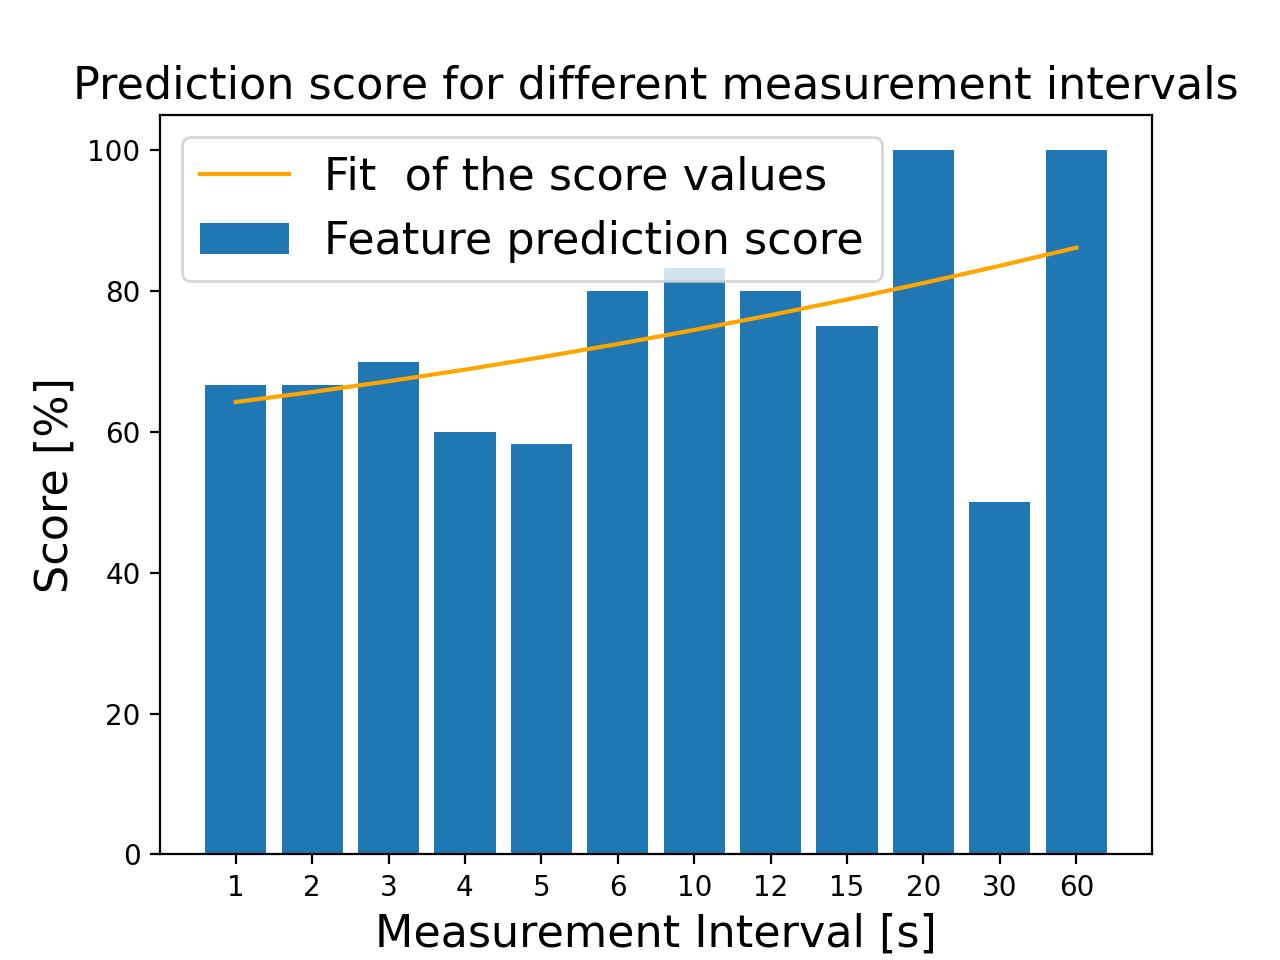 Prediction score for different measurement intervals
Fit  of the score values
Feature prediction score
100
80
60
40
20
0
Score [%]
1 2 3 4 5 6 10 12 15 20 30 60
Measurement Interval [s]